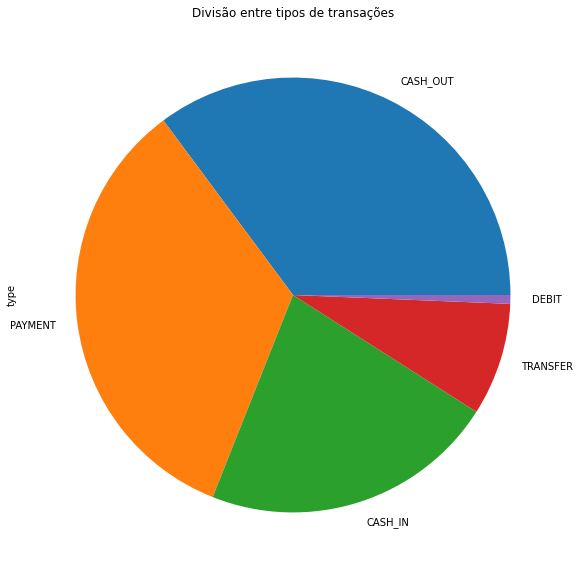 Divisão entre tipos de transações
CASH_OUT
type
DEBIT
PAYMENT
TRANSFER
CASH_IN